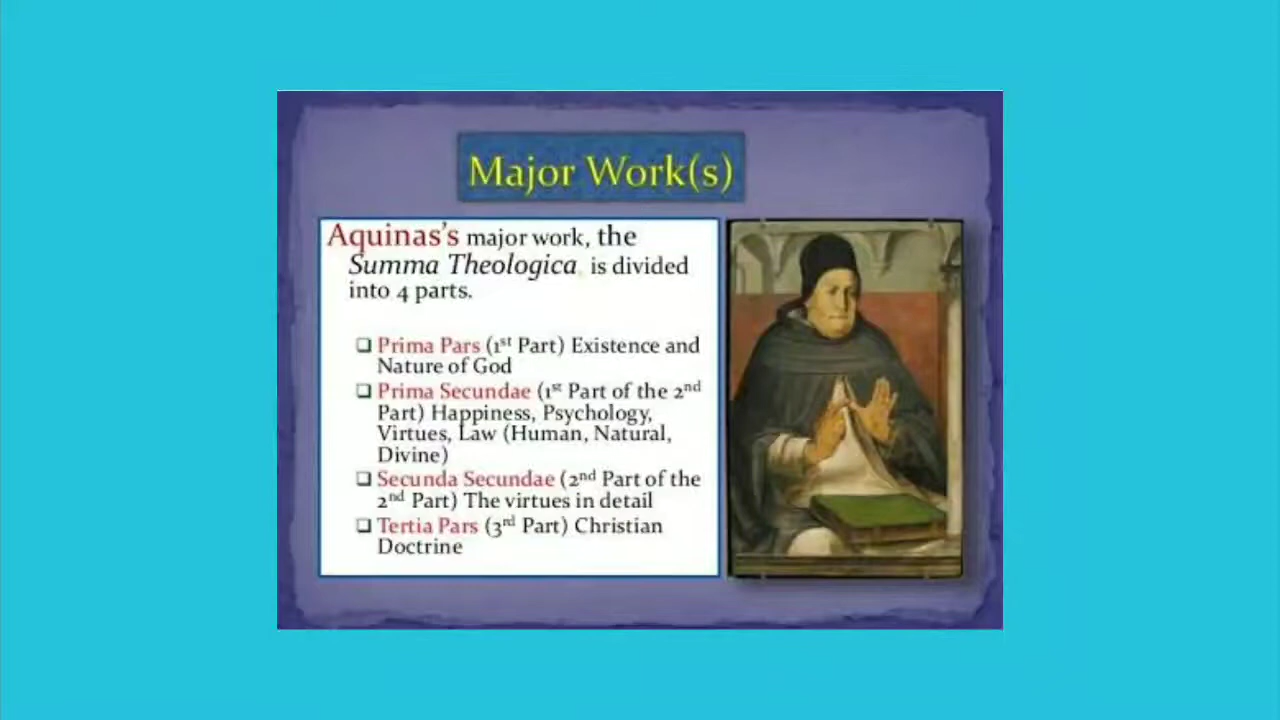 Major Work(s)
Aquinas's major work, the
Summa Theologica, is divided
into 4 parts.
❑ Prima Pars (1st Part) Existence and
Nature of God
❑ Prima Secundae (1st Part of the 2nd
Part) Happiness, Psychology,
Virtues, Law (Human, Natural,
Divine)
❑ Secunda Secundae (2nd Part of the
2nd Part) The virtues in detail
❑ Tertia Pars (3rd Part) Christian
Doctrine